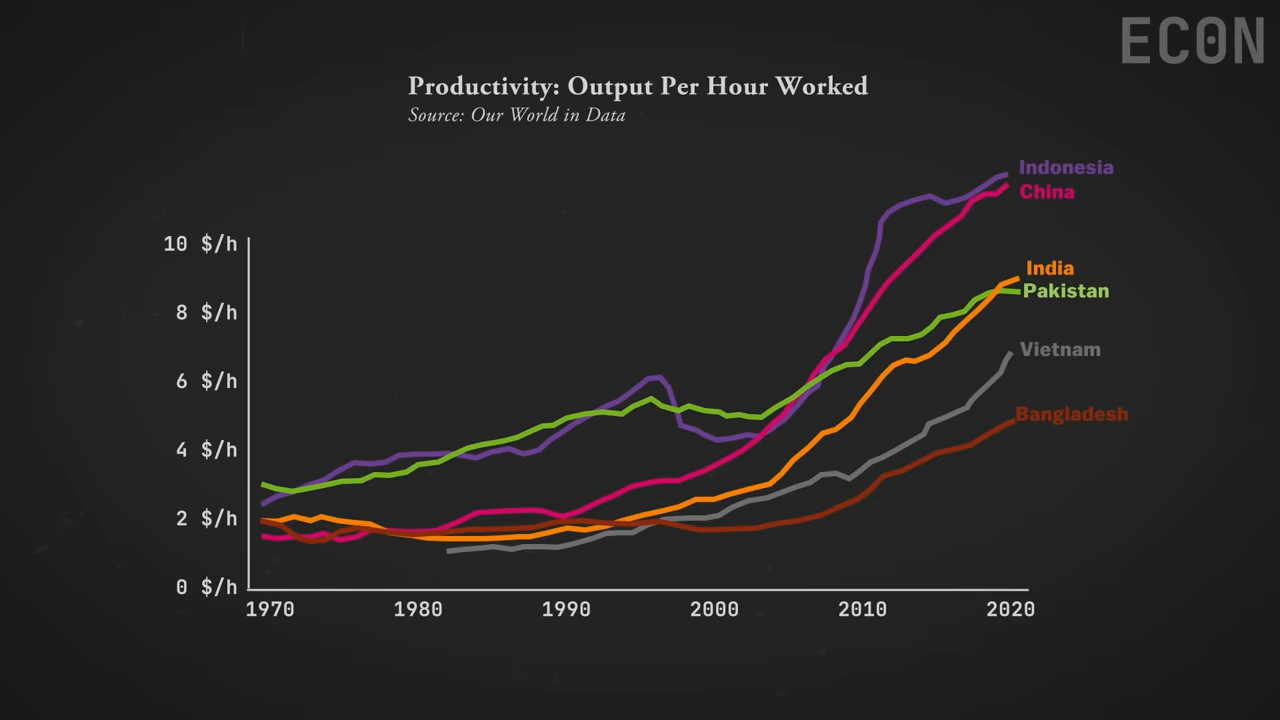 ECON
Productivity: Output Per Hour Worked
Source: Our World in Data
Indonesia
China
10 $/h
India
Pakistan
8 $/h
Vietnam
6 $/h
Bangladesh
4 $/h
2 $/h
0 $/h
1970 1980 1990 2000 2010 2020